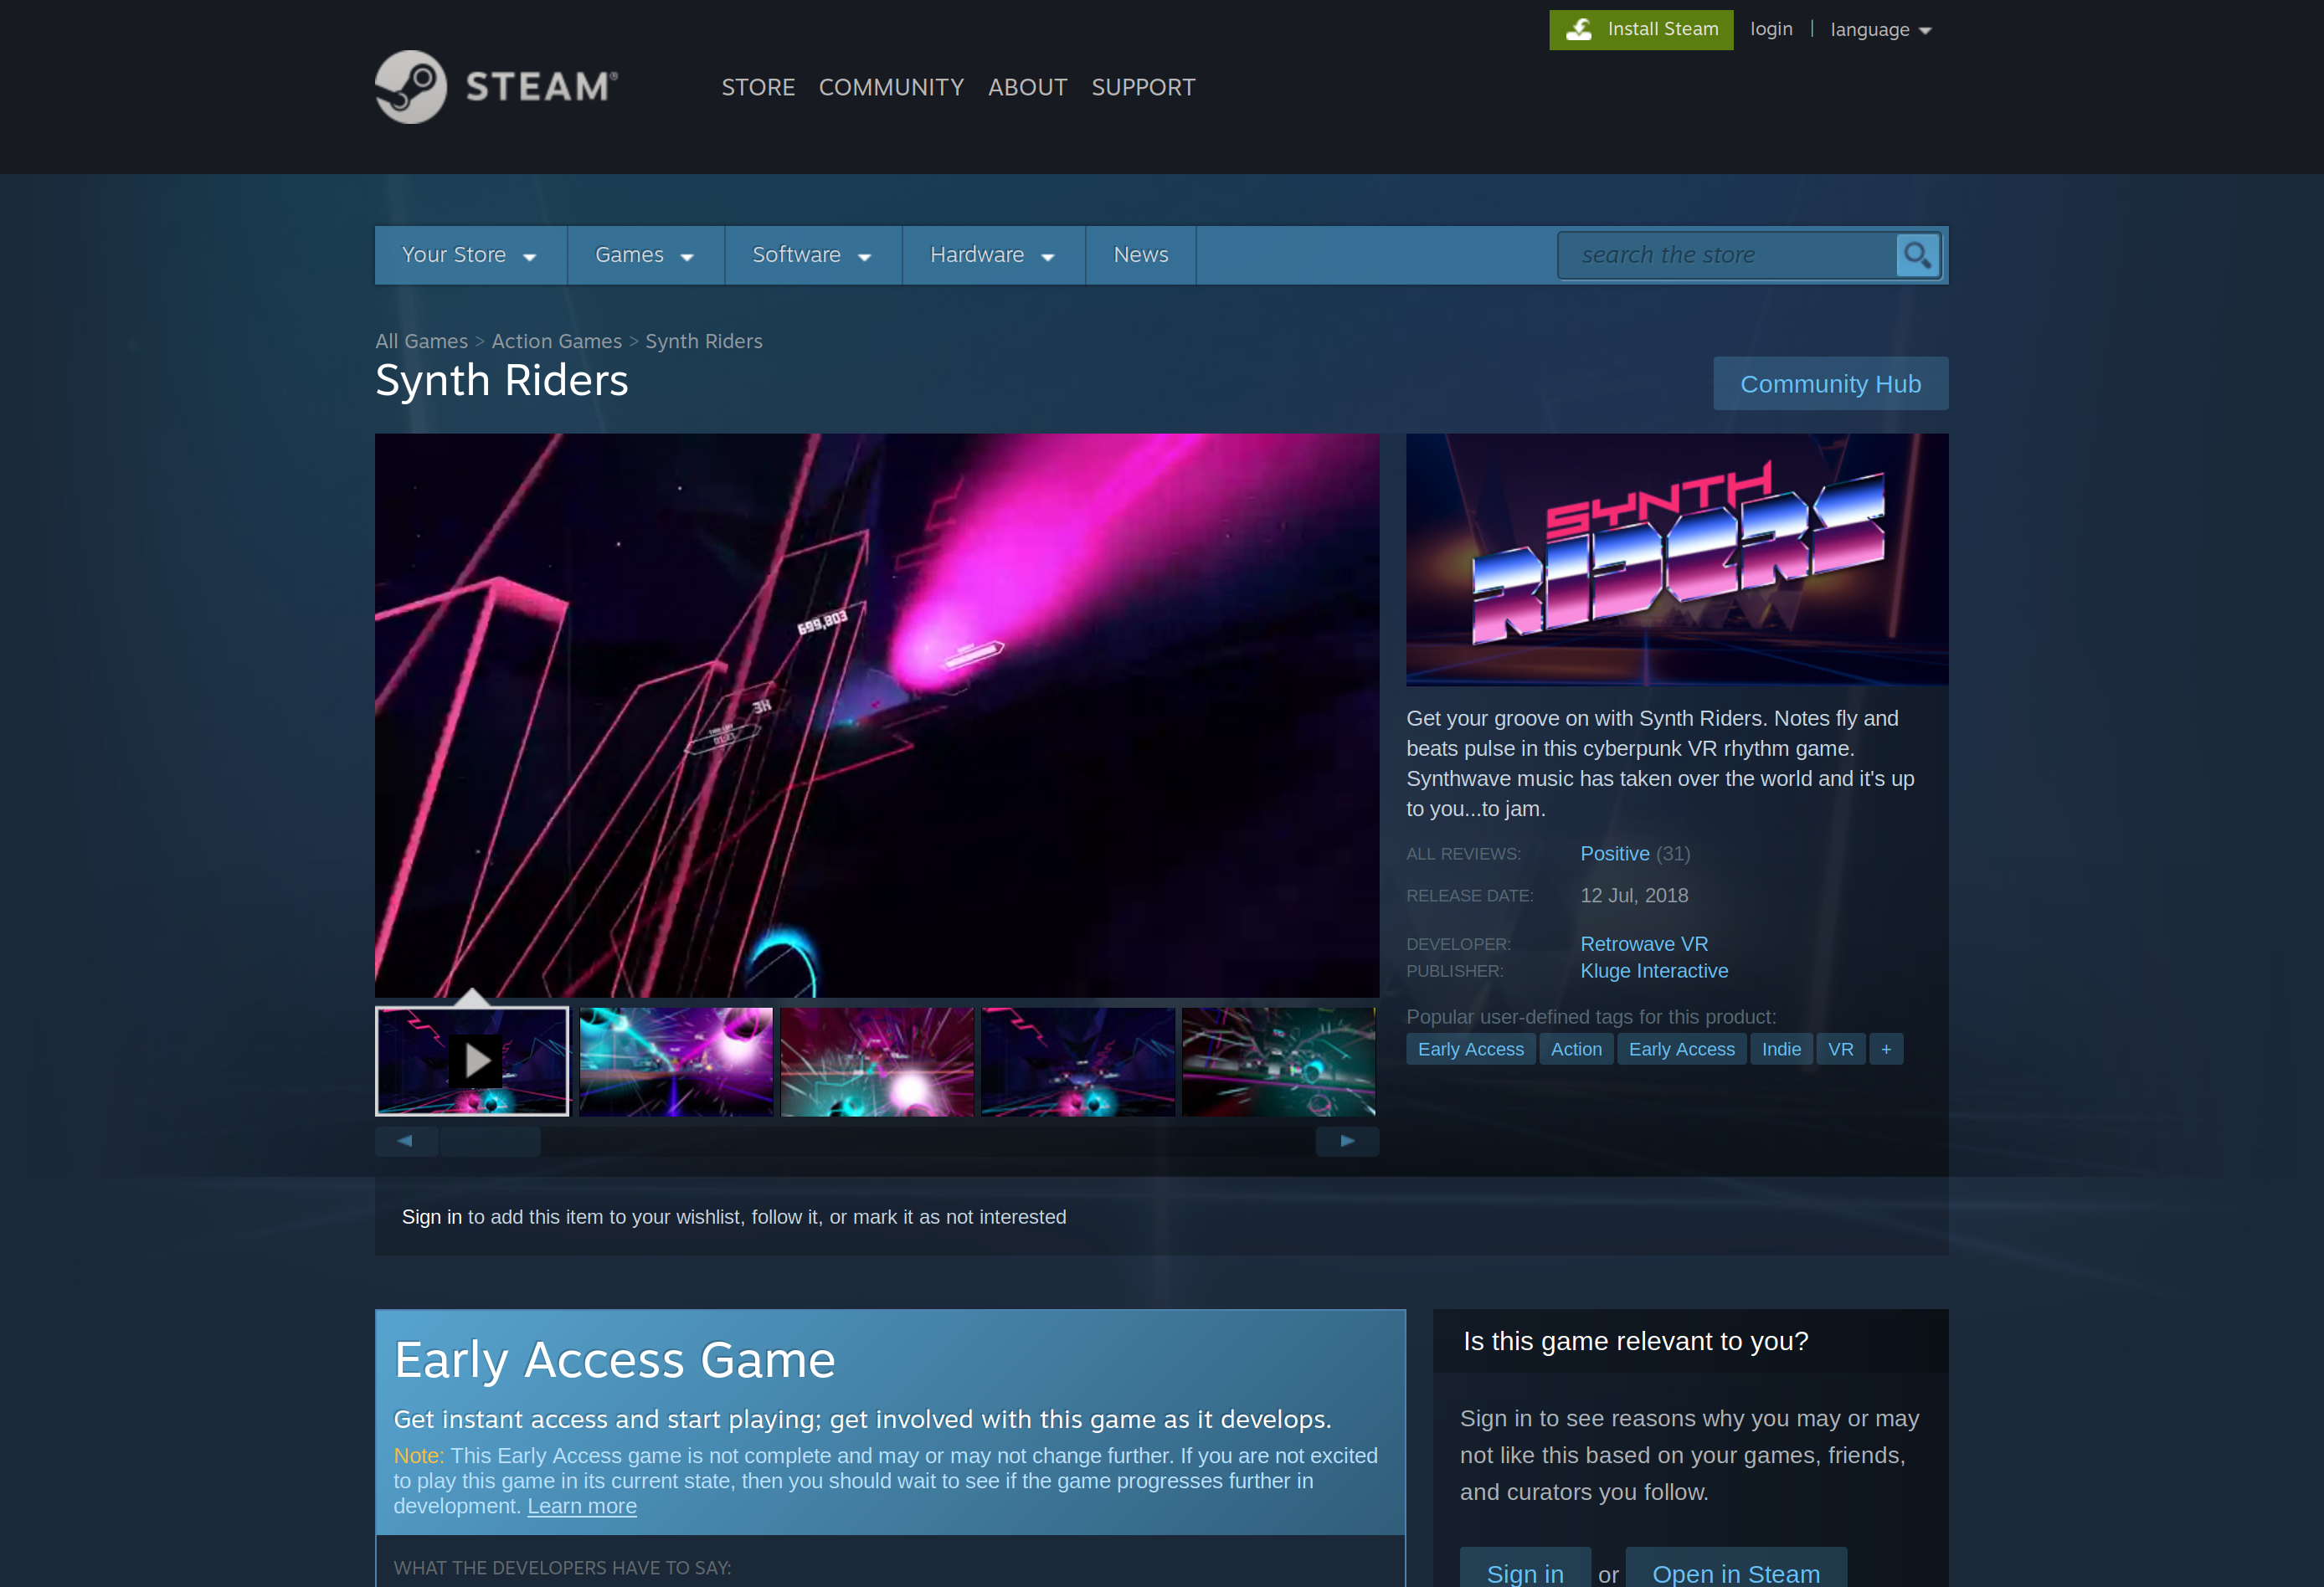 Install Steam
login | language
STEAM®
STORE COMMUNITY ABOUT SUPPORT
Your Store
Games
Software
Hardware
News
search the store
All Games > Action Games > Synth Riders
Synth Riders
Community Hub
699,803
SYNTH
RIDERS
Get your groove on with Synth Riders. Notes fly and
beats pulse in this cyberpunk VR rhythm game.
Synthwave music has taken over the world and it's up
to you...to jam.
ALL REVIEWS: Positive (31)
RELEASE DATE: 12 Jul, 2018
DEVELOPER: Retrowave VR
PUBLISHER: Kluge Interactive
Popular user-defined tags for this product:
Early Access Action Early Access Indie VR +
Sign in to add this item to your wishlist, follow it, or mark it as not interested
Early Access Game
Get instant access and start playing; get involved with this game as it develops.
Note: This Early Access game is not complete and may or may not change further. If you are not excited
to play this game in its current state, then you should wait to see if the game progresses further in
development. Learn more
WHAT THE DEVELOPERS HAVE TO SAY:
Is this game relevant to you?
Sign in to see reasons why you may or may
not like this based on your games, friends,
and curators you follow.
Sign in or Open in Steam